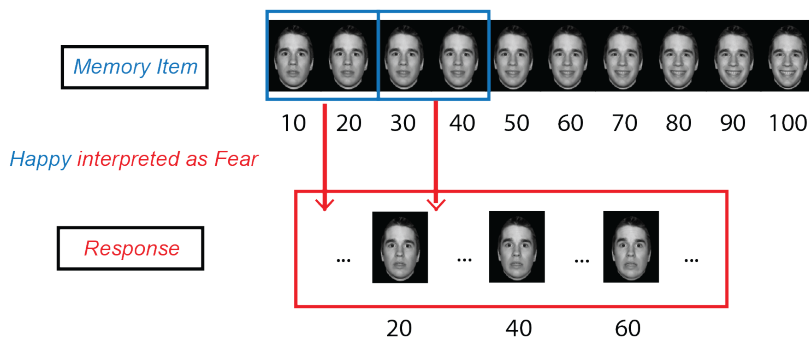 Memory Item
10 20 30 40 50 60 70 80 90 100
Happy interpreted as Fear
Response
... ... ... ...
20 40 60